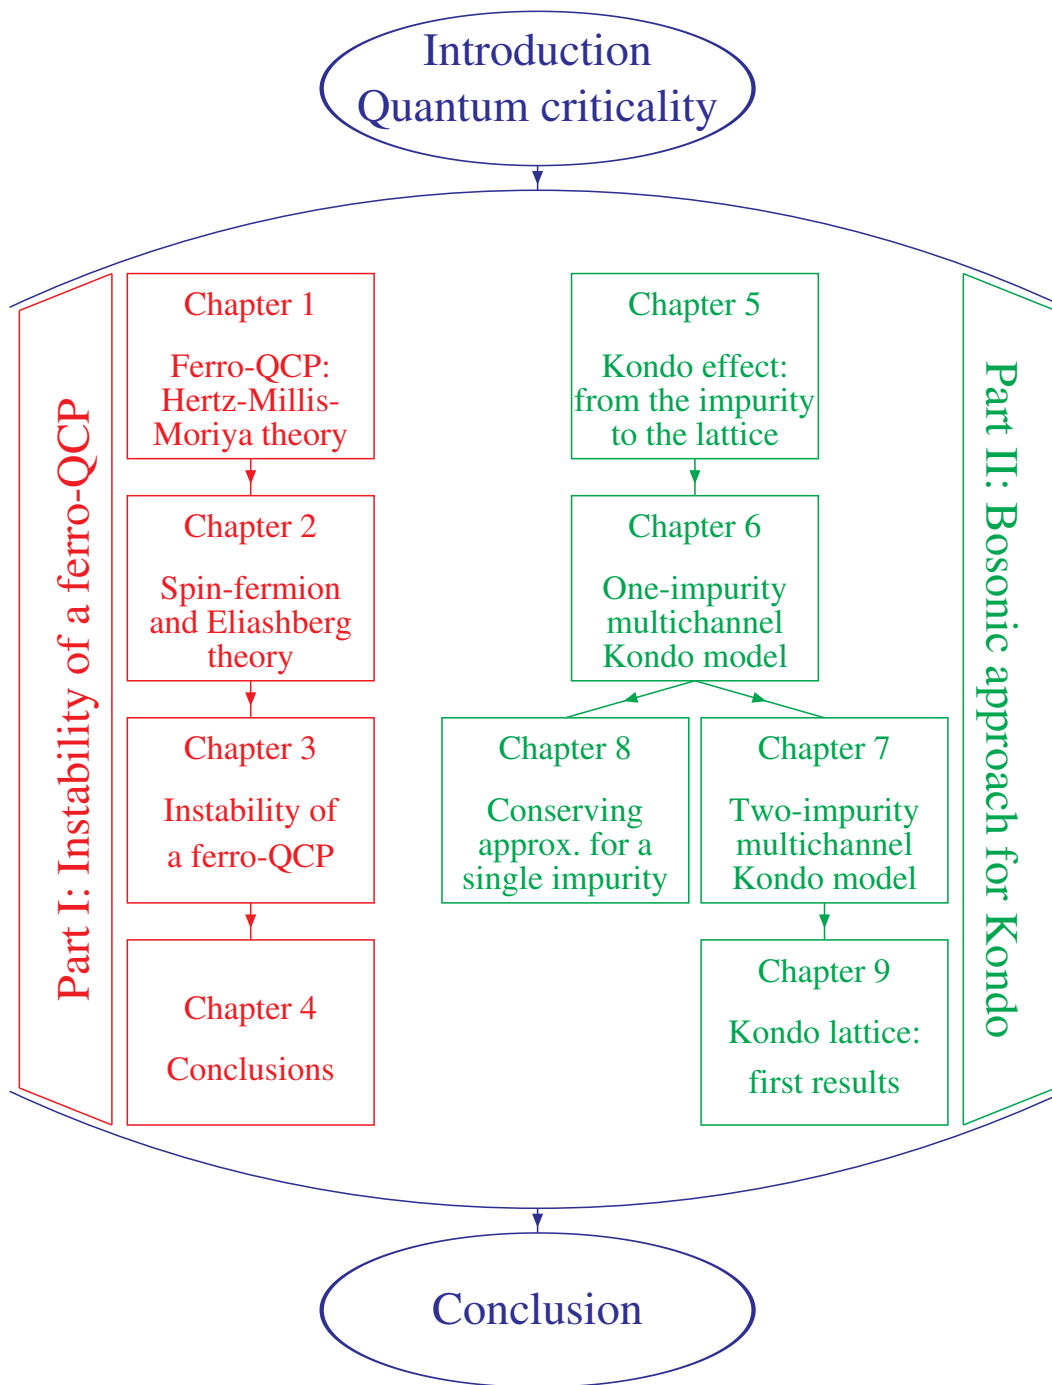 Introduction
Quantum criticality
Part I: Instability of a ferro-QCP
Chapter 1
Ferro-QCP:
Hertz-Millis-
Moriya theory
Chapter 2
Spin-fermion
and Eliashberg
theory
Chapter 3
Instability of
a ferro-QCP
Chapter 4
Conclusions
Chapter 5
Kondo effect:
from the impurity
to the lattice
Chapter 6
One-impurity
multichannel
Kondo model
Chapter 8
Conserving
approx. for a
single impurity
Chapter 7
Two-impurity
multichannel
Kondo model
Chapter 9
Kondo lattice:
first results
Part II: Bosonic approach for Kondo
Conclusion